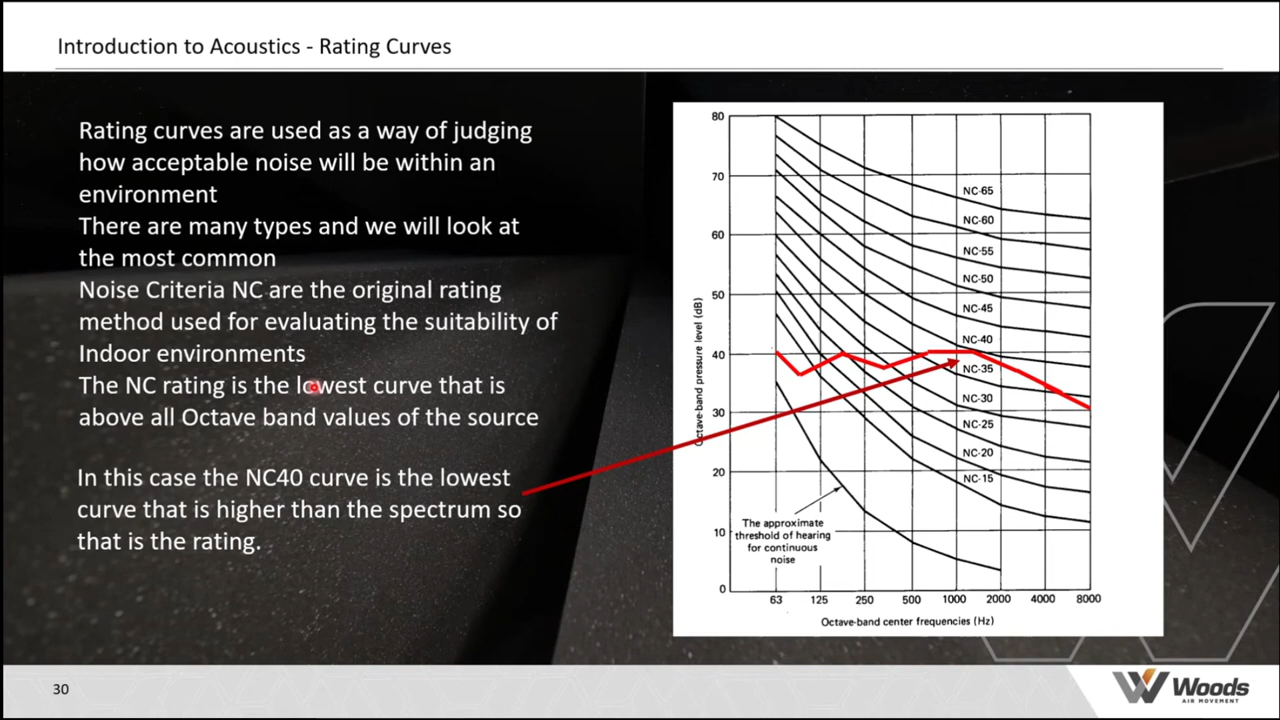 Introduction to Acoustics - Rating Curves
Rating curves are used as a way of judging
how acceptable noise will be within an
environment
There are many types and we will look at
the most common
Noise Criteria NC are the original rating
method used for evaluating the suitability of
Indoor environments
The NC rating is the lowest curve that is
above all Octave band values of the source
In this case the NC40 curve is the lowest
curve that is higher than the spectrum so
that is the rating.
Octave-band pressure level (dB)
80
70
60
50
40
30
20
10
0
NC-65
NC-60
NC-55
NC-50
NC-45
NC-40
NC-35
NC-30
NC-25
NC-20
NC-15
The approximate
threshold of hearing
for continuous
noise
63 125 250 500 1000 2000 4000 8000
Octave-band center frequencies (Hz)
30
Woods
AIR MOVEMENT